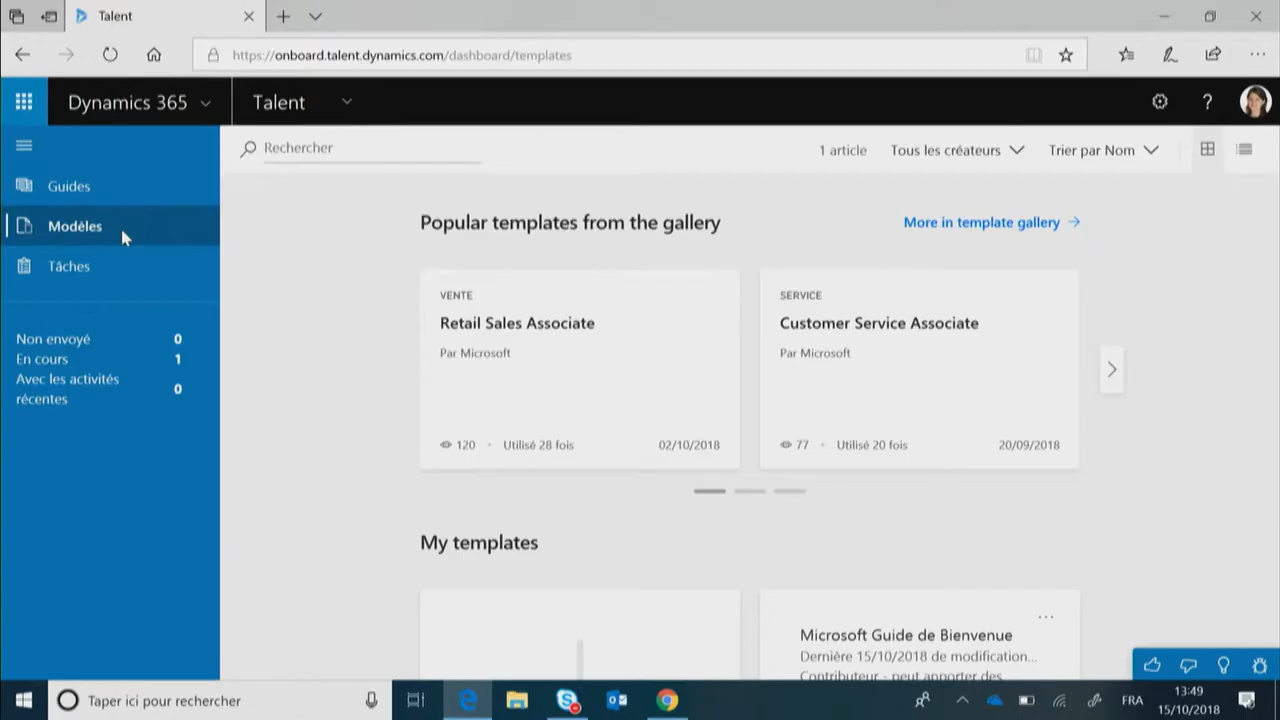 Talent
https://onboard.talent.dynamics.com/dashboard/templates
Dynamics 365
Talent
?
Rechercher
1 article
Tous les créateurs
Trier par Nom
Guides
Modèles
Tâches
Non envoyé 0
En cours 1
Avec les activités récentes 0
Popular templates from the gallery
More in template gallery
VENTE
Retail Sales Associate
Par Microsoft
120 • Utilisé 28 fois 02/10/2018
SERVICE
Customer Service Associate
Par Microsoft
77 • Utilisé 20 fois 20/09/2018
My templates
...
Microsoft Guide de Bienvenue
Dernière 15/10/2018 de modification...
Contributeur - peut apporter des
Taper ici pour rechercher
FRA
13:49
15/10/2018